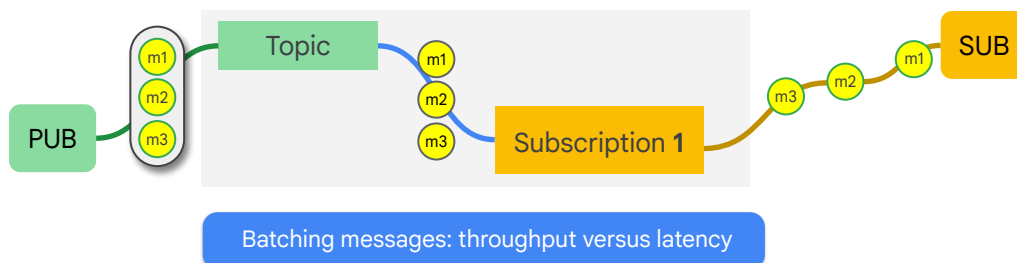 PUB
m1
m2
m3
Topic
m1
m2
m3
Subscription 1
m3
m2
m1
SUB
Batching messages: throughput versus latency